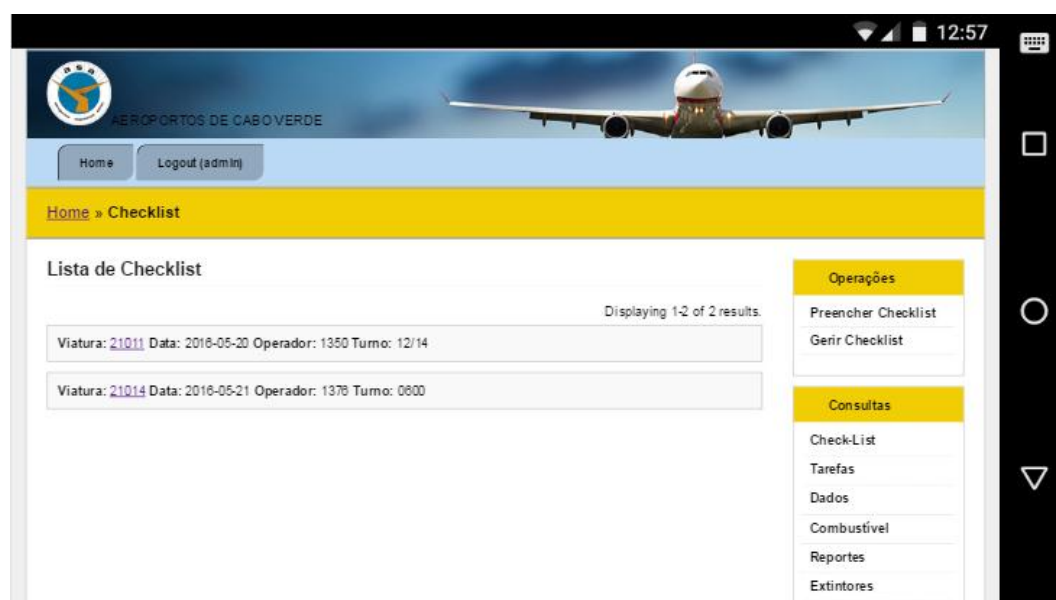 12:57
asa
AEROPORTOS DE CABO VERDE
Home
Logout (admin)
Home » Checklist
Lista de Checklist
Displaying 1-2 of 2 results.
Viatura: 21011 Data: 2016-05-20 Operador: 1350 Turno: 12/14
Viatura: 21014 Data: 2016-05-21 Operador: 1376 Turno: 0600
Operações
Preencher Checklist
Gerir Checklist
Consultas
Check-List
Tarefas
Dados
Combustível
Reportes
Extintores